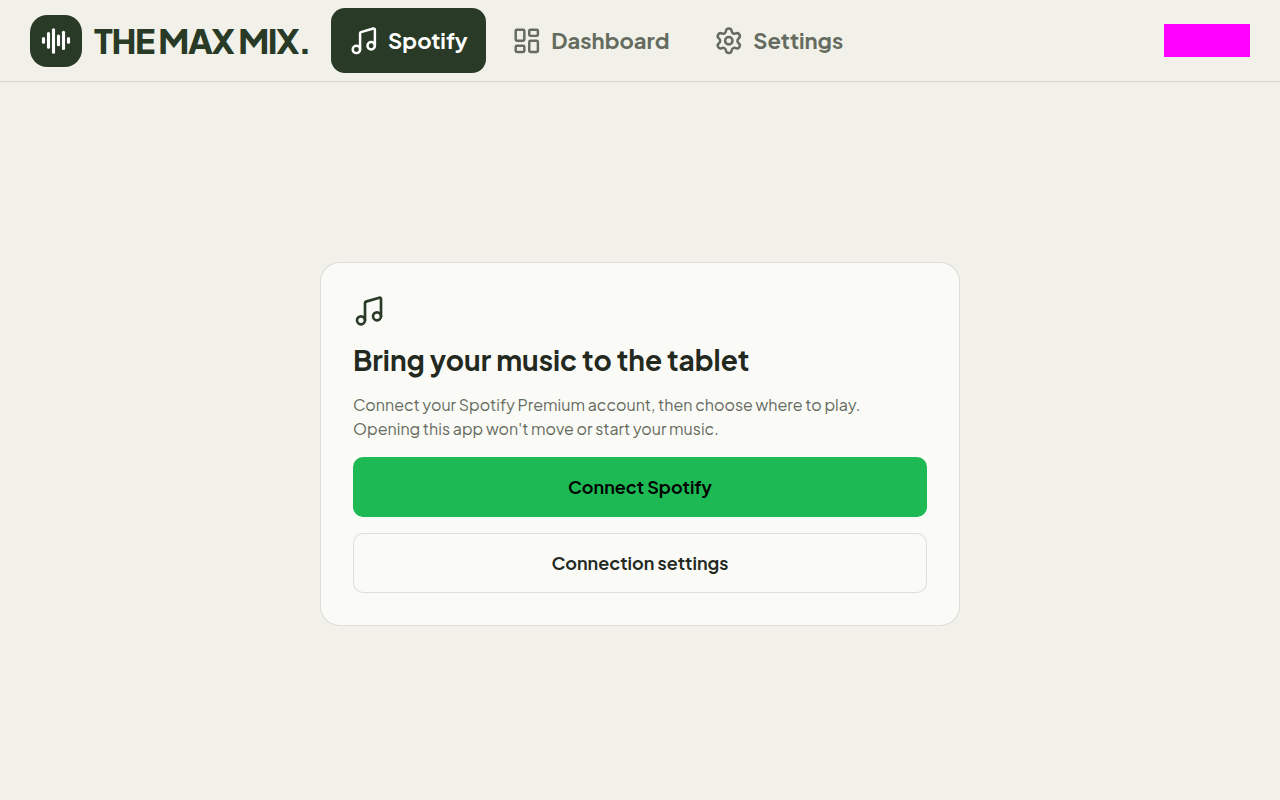 THE MAX MIX.
Spotify
Dashboard
Settings
Bring your music to the tablet
Connect your Spotify Premium account, then choose where to play.
Opening this app won't move or start your music.
Connect Spotify
Connection settings